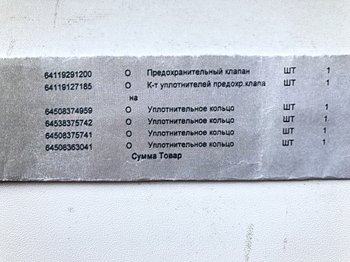 64119291200 О Предохранительный клапан ШТ 1
64119127185 О К-т уплотнителей предохр.клапа ШТ 1
на
64508374959 О Уплотнительное кольцо ШТ 1
64538375742 О Уплотнительное кольцо ШТ 1
64508375741 О Уплотнительное кольцо ШТ 1
64508363041 О Уплотнительное кольцо ШТ 1
Сумма Товар